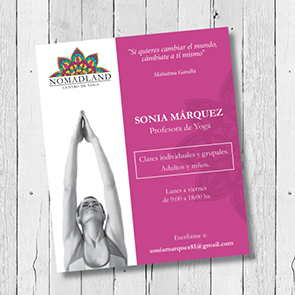 NOMADLAND
CENTRO DE YOGA
"Si quieres cambiar el mundo,
cámbiate a ti mismo"
Mahatma Gandhi
SONIA MÁRQUEZ
Profesora de Yoga
Clases individuales y grupales.
Adultos y niños.
Lunes a viernes
de 9:00 a 18:00 hs.
Escribime a:
soniamarquez81@gmail.com